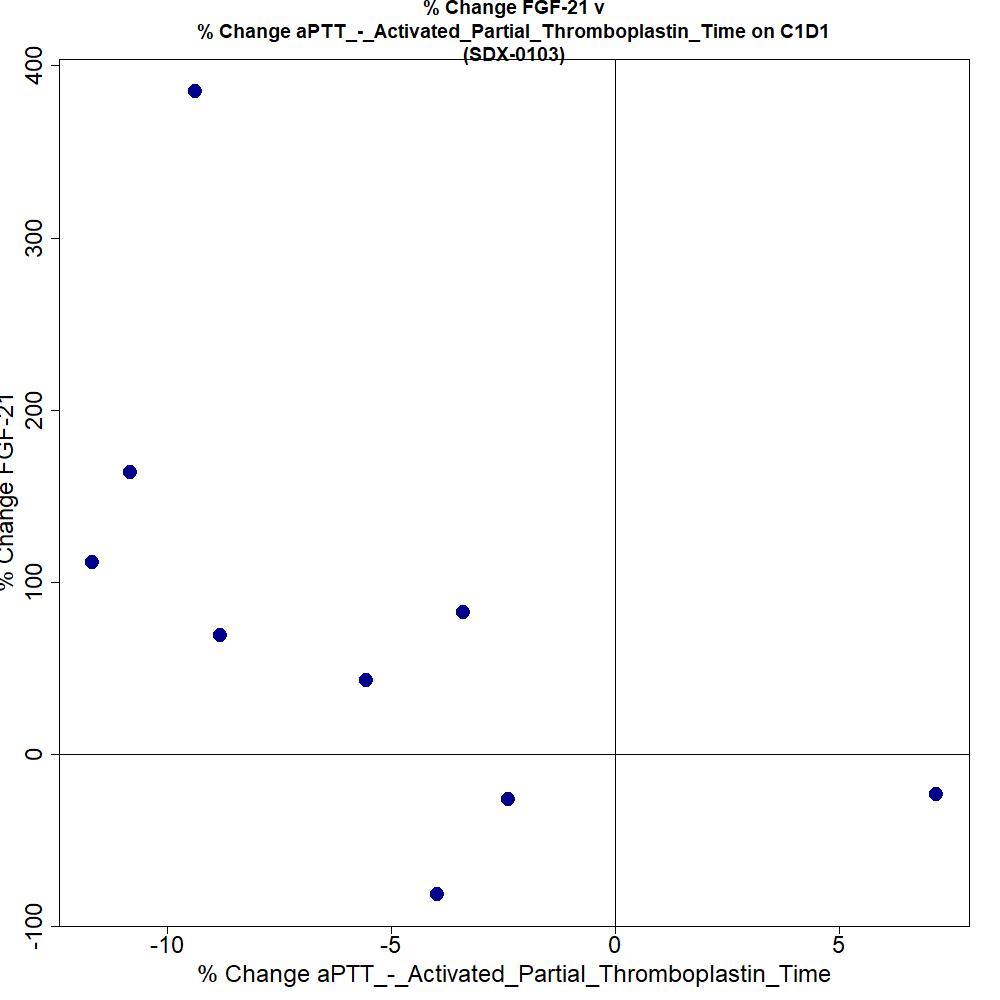 % Change FGF-21 v
% Change aPTT_-_Activated_Partial_Thromboplastin_Time on C1D1
(SDX-0103)
400
300
200
100
0
-100
% Change FGF-21
-10
-5
0
5
% Change aPTT_-_Activated_Partial_Thromboplastin_Time